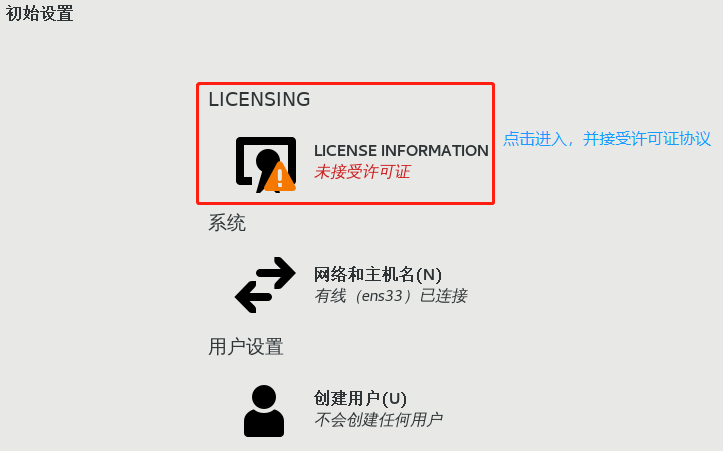 初始设置
LICENSING
LICENSE INFORMATION
未接受许可证
点击进入，并接受许可证协议
系统
网络和主机名(N)
有线（ens33）已连接
用户设置
创建用户(U)
不会创建任何用户